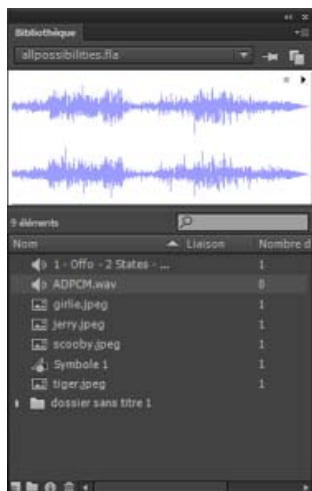 Bibliothèque
allpossibilities.fla
9 éléments
Nom Liaison Nombre d
1 - Offo - 2 States - ... 1
ADPCM.wav 0
girlie.jpeg 1
jerry.jpeg 1
scooby.jpeg 1
Symbole 1 1
tiger.jpeg 1
dossier sans titre 1